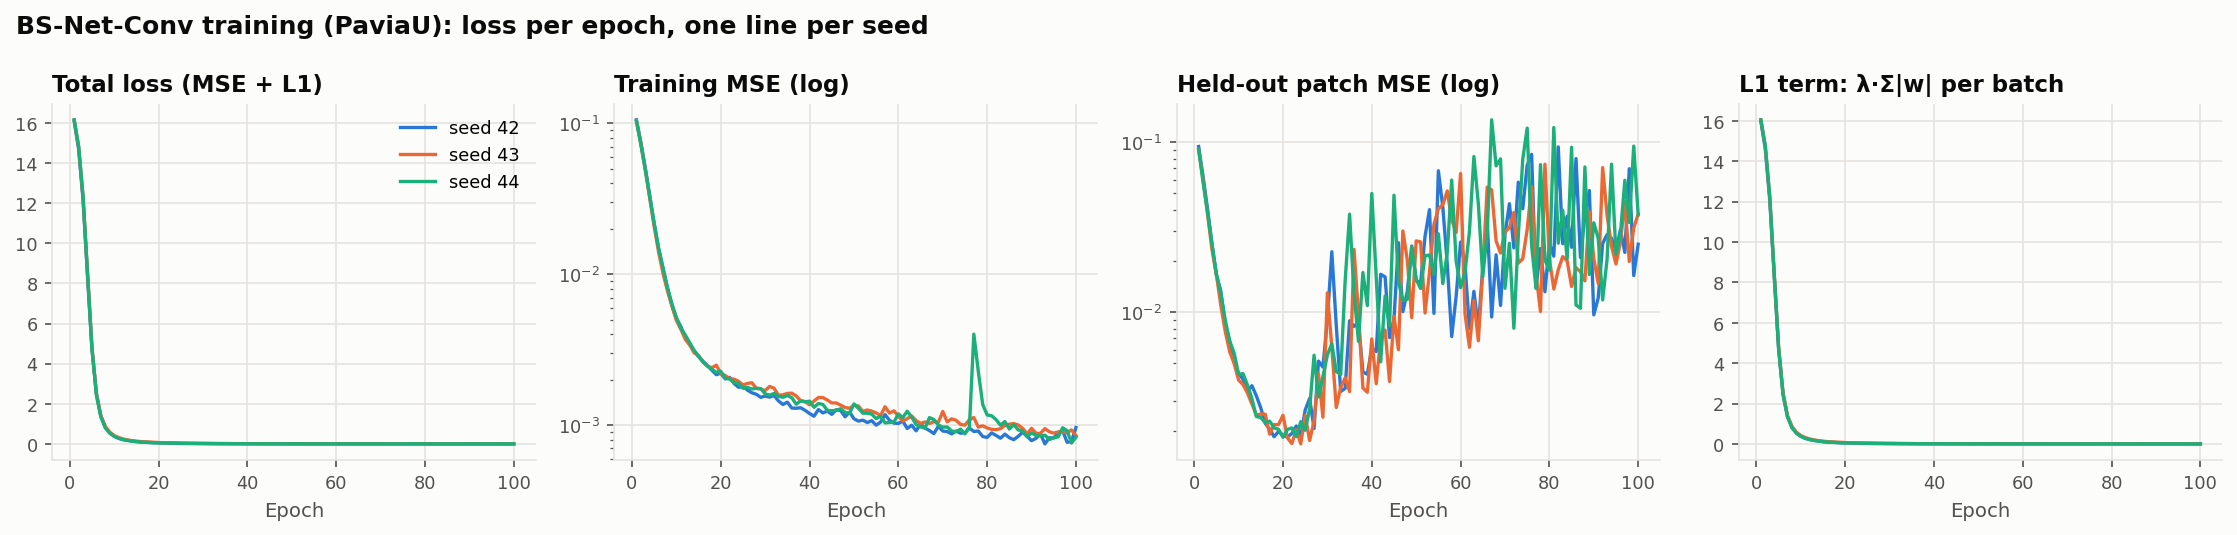 BS-Net-Conv training (PaviaU): loss per epoch, one line per seed
Total loss (MSE + L1)
16
14
12
10
8
6
4
2
0
0 20 40 60 80 100
Epoch
seed 42
seed 43
seed 44
Training MSE (log)
10⁻¹
10⁻²
10⁻³
0 20 40 60 80 100
Epoch
Held-out patch MSE (log)
10⁻¹
10⁻²
0 20 40 60 80 100
Epoch
L1 term: λ·Σ|w| per batch
16
14
12
10
8
6
4
2
0
0 20 40 60 80 100
Epoch